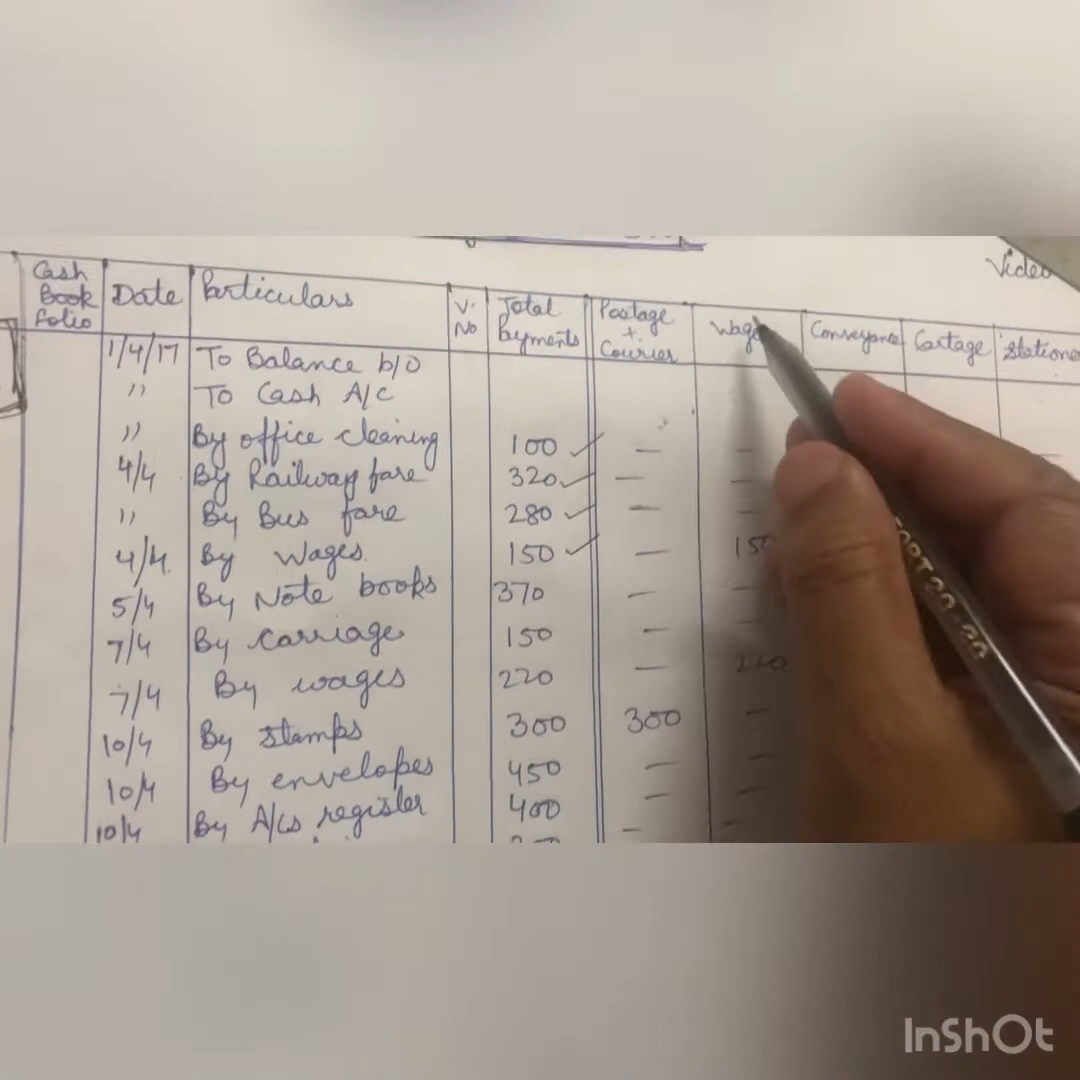 Video
Cash Book folio Date Particulars V. No Total Payments Postage + Courier Wage Conveyance Cartage Statione
1/4/17 To Balance b/o
" To Cash A/c
" By office cleaning 100 ✓ — —
4/4 By Railway fare 320 ✓ — —
" By Bus fare 280 ✓ — —
4/4. By Wages. 150 ✓ — 150
5/4 By Note books 370 — —
7/4 By carriage 150 — —
7/4 By wages 220 — 220
10/4 By stamps 300 300 —
10/4 By envelopes 450 — —
10/4 By A/cs register 400 — —
InShOt